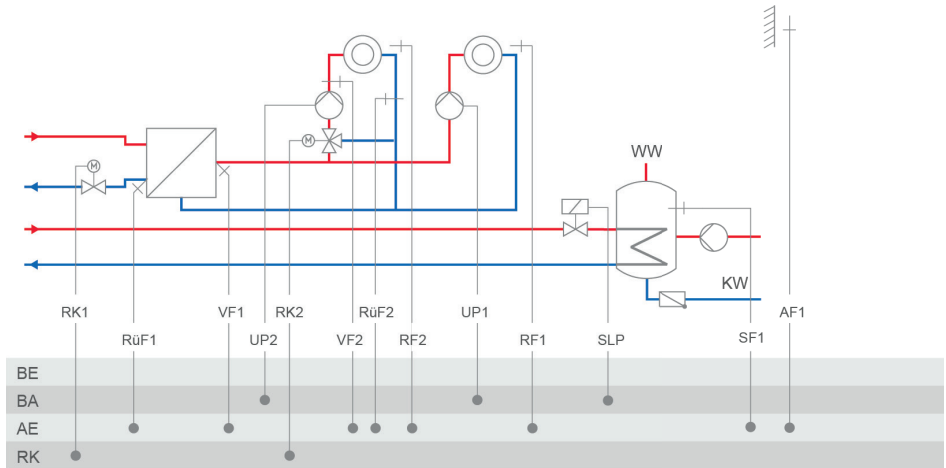 M
M
WW
KW
RK1 VF1 RK2 RüF2 UP1 AF1
RüF1 UP2 VF2 RF2 RF1 SLP SF1
BE
BA
AE
RK